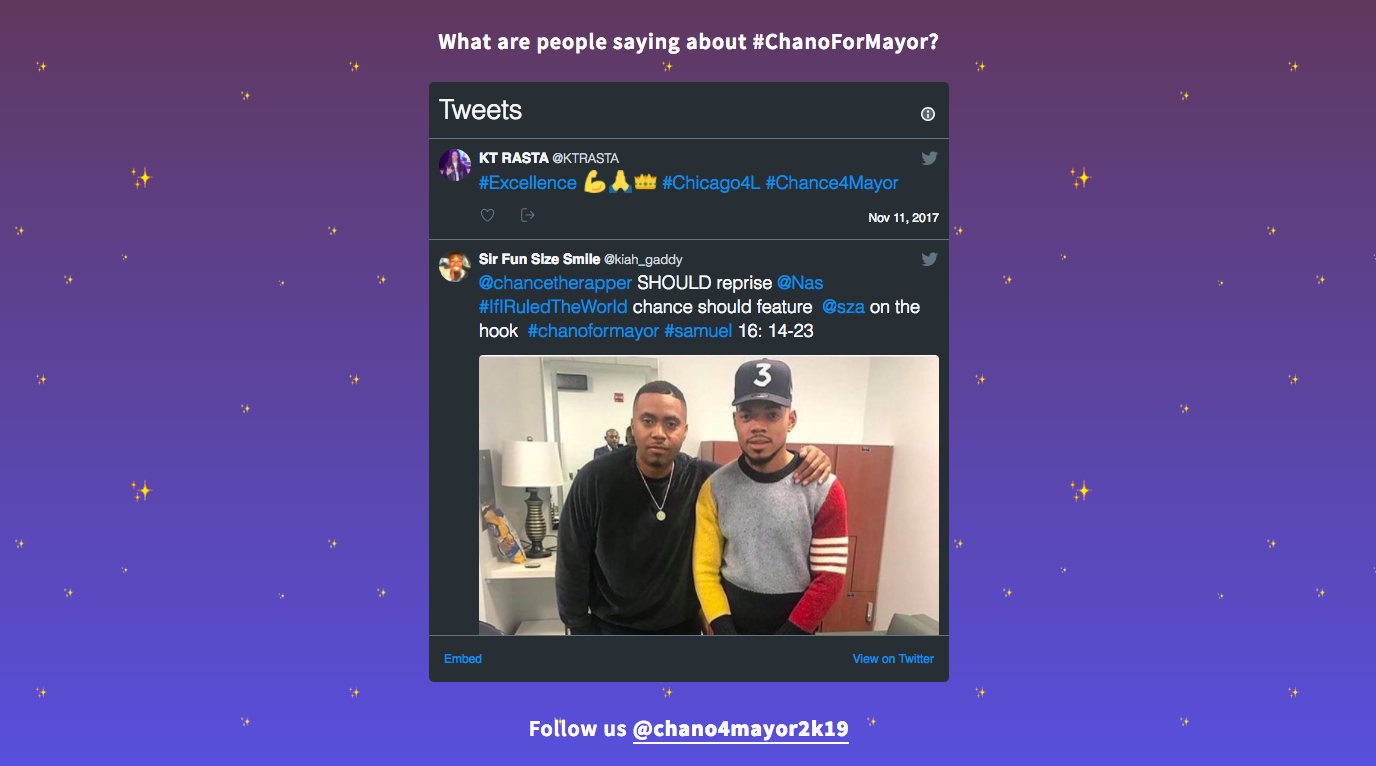 What are people saying about #ChanoForMayor?
Tweets
KT RASTA @KTRASTA
#Excellence 💪🙏👑 #Chicago4L #Chance4Mayor
Nov 11, 2017
Sir Fun Size Smile @kiah_gaddy
@chancetherapper SHOULD reprise @Nas
#IfIRuledTheWorld chance should feature @sza on the
hook #chanoformayor #samuel 16: 14-23
3
Embed
View on Twitter
Follow us @chano4mayor2k19